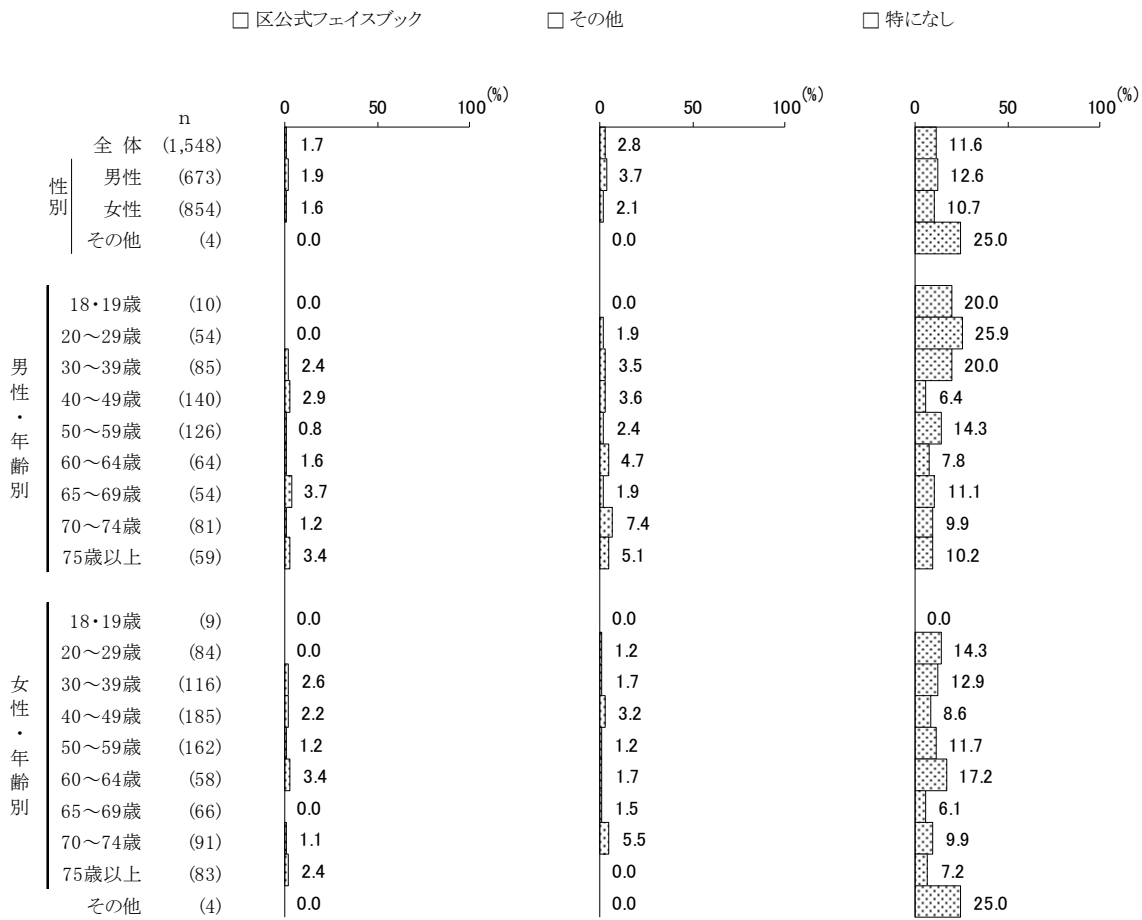 □ 区公式フェイスブック □ その他 □ 特になし
0 50 100(%) 0 50 100(%) 0 50 100(%)
n
全 体 (1,548) 1.7 2.8 11.6
性別
男性 (673) 1.9 3.7 12.6
女性 (854) 1.6 2.1 10.7
その他 (4) 0.0 0.0 25.0
男性・年齢別
18・19歳 (10) 0.0 0.0 20.0
20～29歳 (54) 0.0 1.9 25.9
30～39歳 (85) 2.4 3.5 20.0
40～49歳 (140) 2.9 3.6 6.4
50～59歳 (126) 0.8 2.4 14.3
60～64歳 (64) 1.6 4.7 7.8
65～69歳 (54) 3.7 1.9 11.1
70～74歳 (81) 1.2 7.4 9.9
75歳以上 (59) 3.4 5.1 10.2
女性・年齢別
18・19歳 (9) 0.0 0.0 0.0
20～29歳 (84) 0.0 1.2 14.3
30～39歳 (116) 2.6 1.7 12.9
40～49歳 (185) 2.2 3.2 8.6
50～59歳 (162) 1.2 1.2 11.7
60～64歳 (58) 3.4 1.7 17.2
65～69歳 (66) 0.0 1.5 6.1
70～74歳 (91) 1.1 5.5 9.9
75歳以上 (83) 2.4 0.0 7.2
その他 (4) 0.0 0.0 25.0